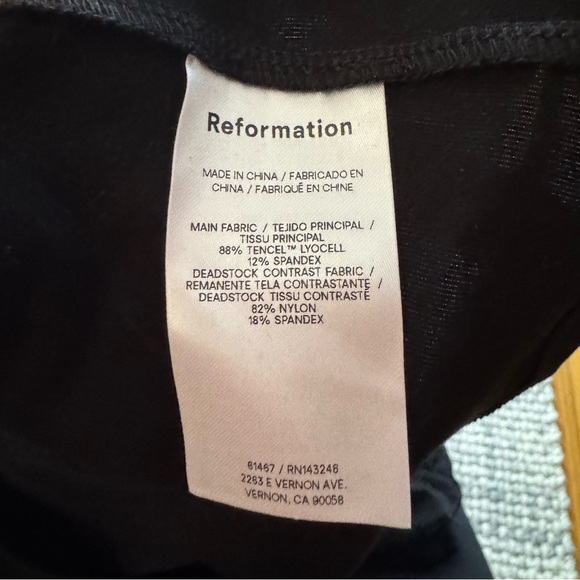 Reformation
MADE IN CHINA / FABRICADO EN
CHINA / FABRIQUÉ EN CHINE
MAIN FABRIC / TEJIDO PRINCIPAL /
TISSU PRINCIPAL
88% TENCEL™ LYOCELL
12% SPANDEX
DEADSTOCK CONTRAST FABRIC /
REMANENTE TELA CONTRASTANTE /
DEADSTOCK TISSU CONTRASTÉ
82% NYLON
18% SPANDEX
61467 / RN143246
2263 E VERNON AVE.
VERNON, CA 90058